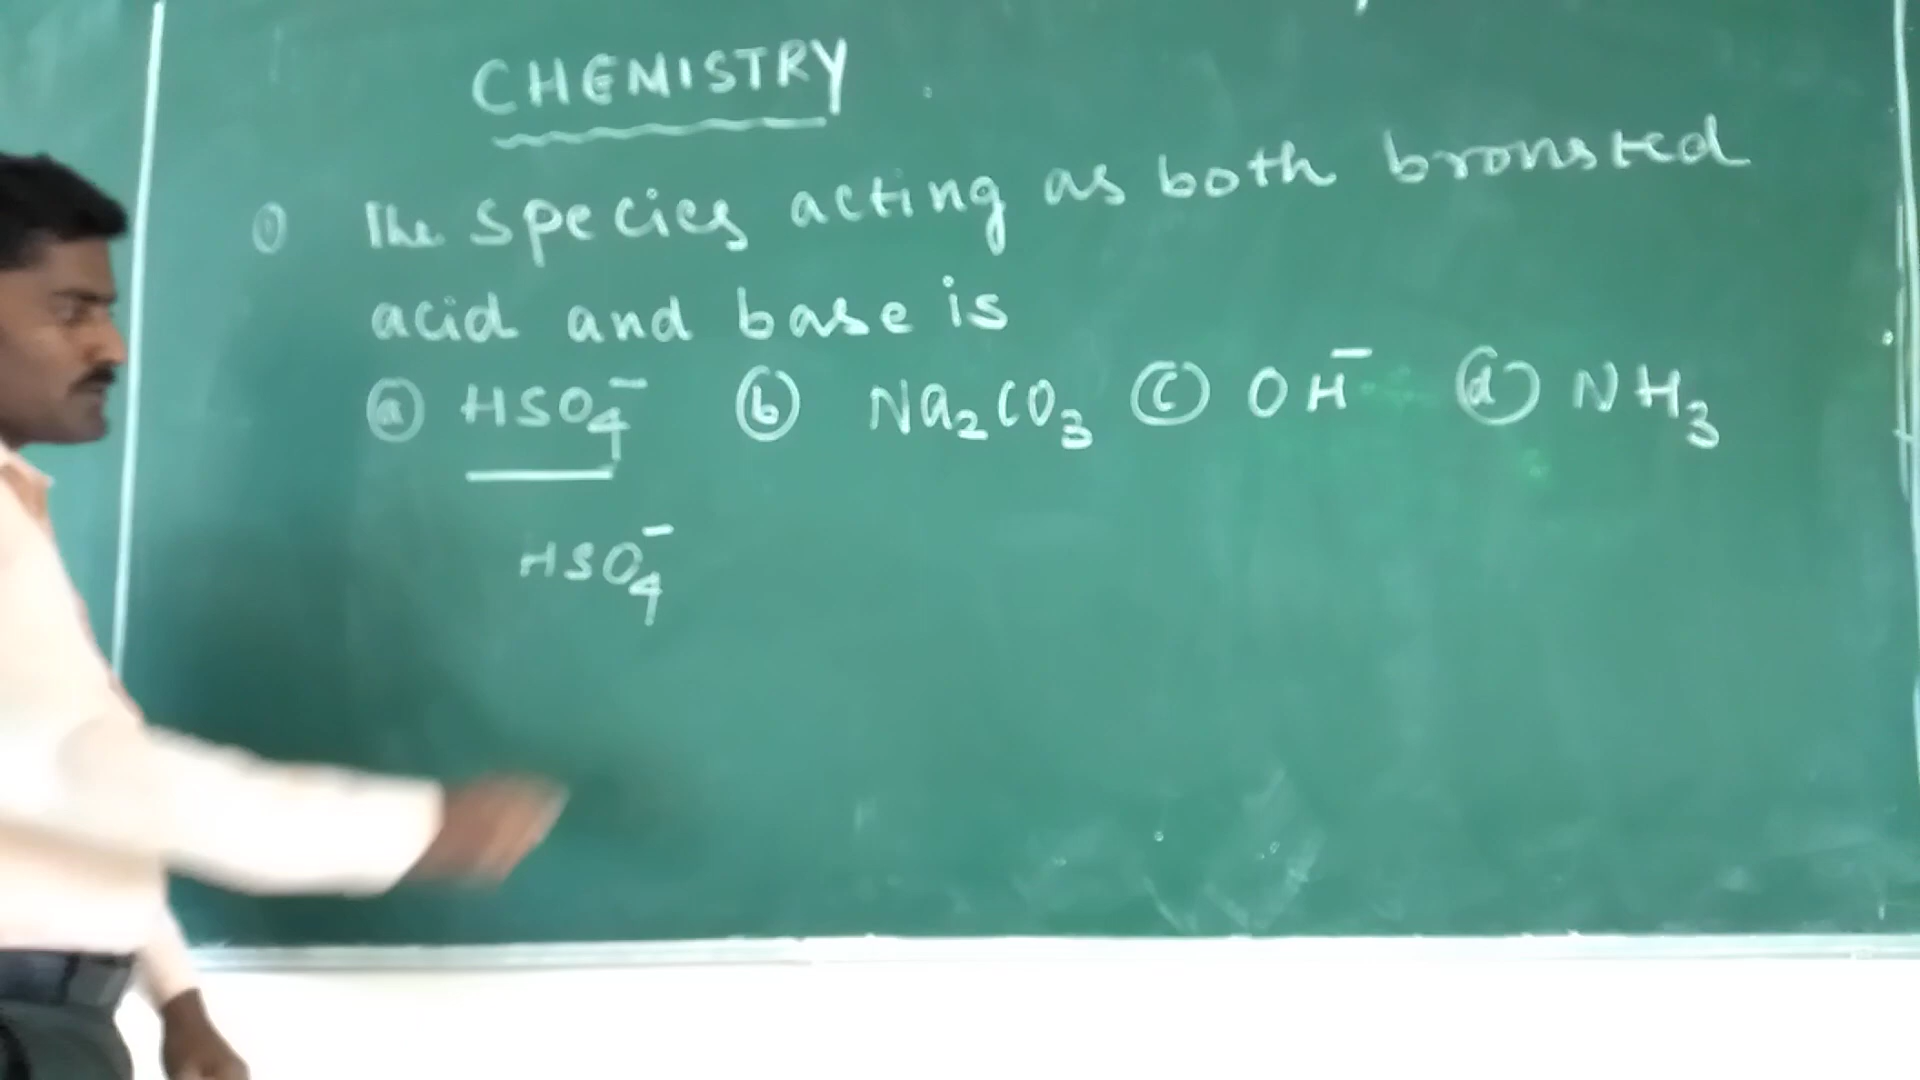 CHEMISTRY
① The species acting as both bronsted
acid and base is
ⓐ HSO₄⁻ ⓑ Na₂CO₃ ⓒ OH⁻ ⓓ NH₃
HSO₄⁻